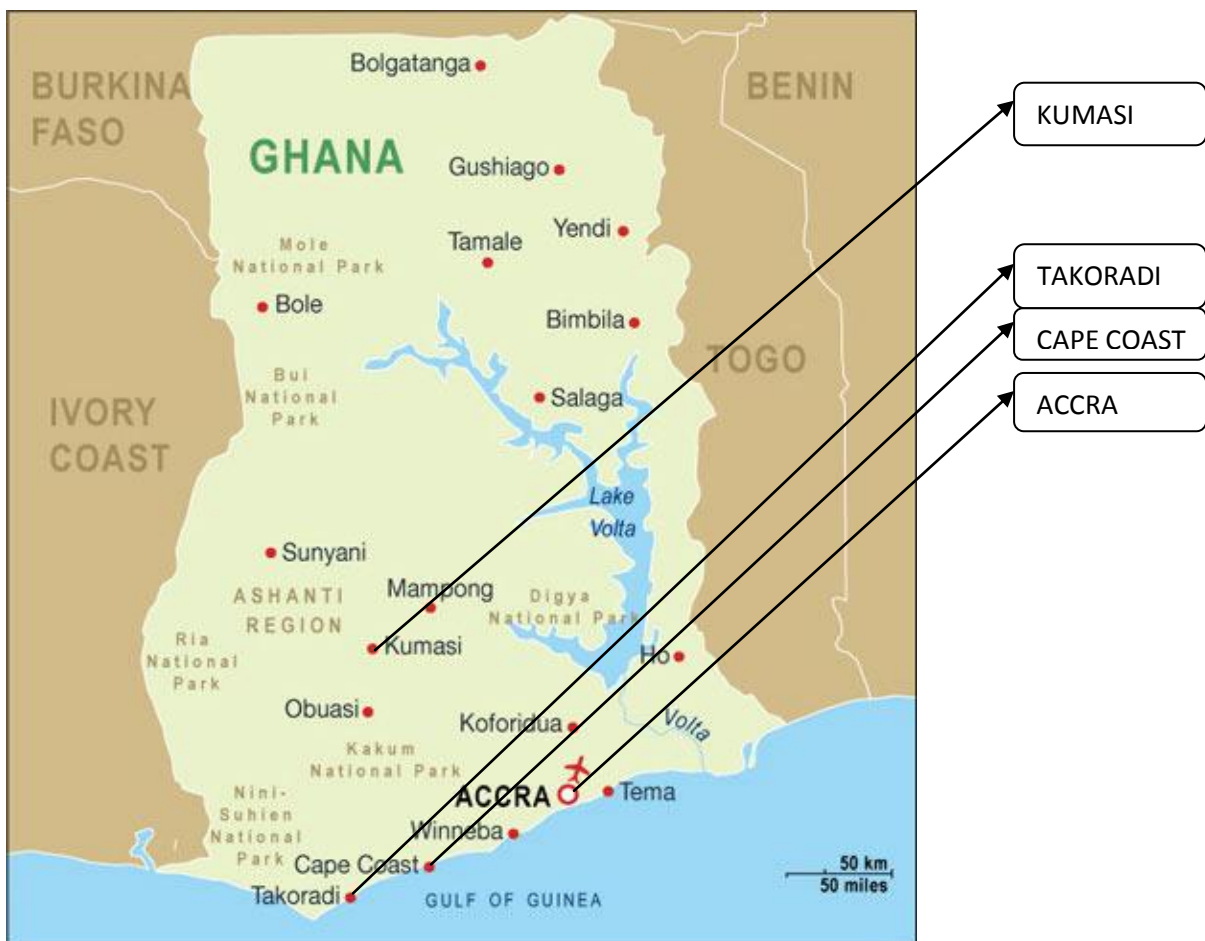 Bolgatanga
BURKINA
FASO
BENIN
KUMASI
GHANA
Gushiago
Yendi
Tamale
Mole
National Park
TAKORADI
Bole
Bimbila
CAPE COAST
TOGO
Bui
National
Park
Salaga
ACCRA
IVORY
COAST
Lake
Volta
Sunyani
Mampong
ASHANTI
REGION
Digya
National Park
Ria
National
Park
Kumasi
Ho
Obuasi
Koforidua
Volta
Kakum
National Park
Nini-
Suhien
National
Park
ACCRA
Tema
Winneba
Cape Coast
Takoradi
GULF OF GUINEA
50 km
50 miles